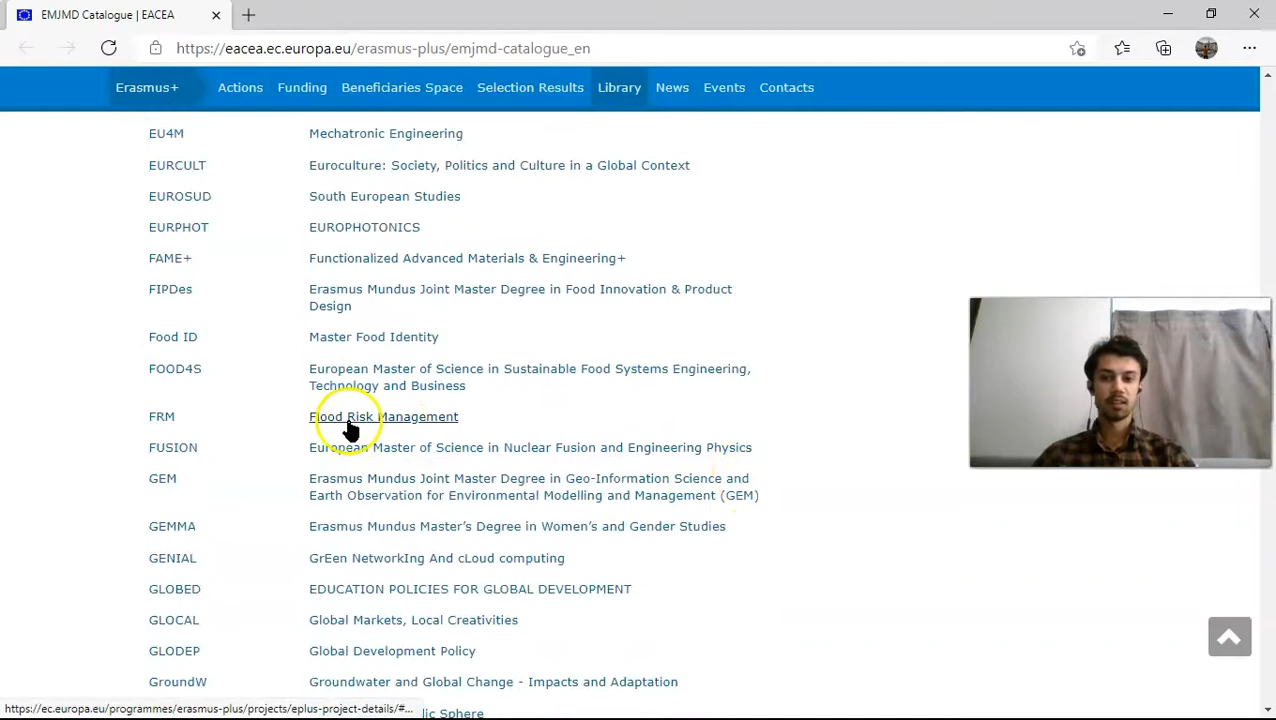 EMJMD Catalogue | EACEA
https://eacea.ec.europa.eu/erasmus-plus/emjmd-catalogue_en
Erasmus+ Actions Funding Beneficiaries Space Selection Results Library News Events Contacts
EU4M Mechatronic Engineering
EURCULT Euroculture: Society, Politics and Culture in a Global Context
EUROSUD South European Studies
EURPHOT EUROPHOTONICS
FAME+ Functionalized Advanced Materials & Engineering+
FIPDes Erasmus Mundus Joint Master Degree in Food Innovation & Product
Design
Food ID Master Food Identity
FOOD4S European Master of Science in Sustainable Food Systems Engineering,
Technology and Business
FRM Flood Risk Management
FUSION European Master of Science in Nuclear Fusion and Engineering Physics
GEM Erasmus Mundus Joint Master Degree in Geo-Information Science and
Earth Observation for Environmental Modelling and Management (GEM)
GEMMA Erasmus Mundus Master’s Degree in Women’s and Gender Studies
GENIAL GrEen NetworkIng And cLoud computing
GLOBED EDUCATION POLICIES FOR GLOBAL DEVELOPMENT
GLOCAL Global Markets, Local Creativities
GLODEP Global Development Policy
GroundW Groundwater and Global Change - Impacts and Adaptation
https://ec.europa.eu/programmes/erasmus-plus/projects/eplus-project-details/#... Sphere